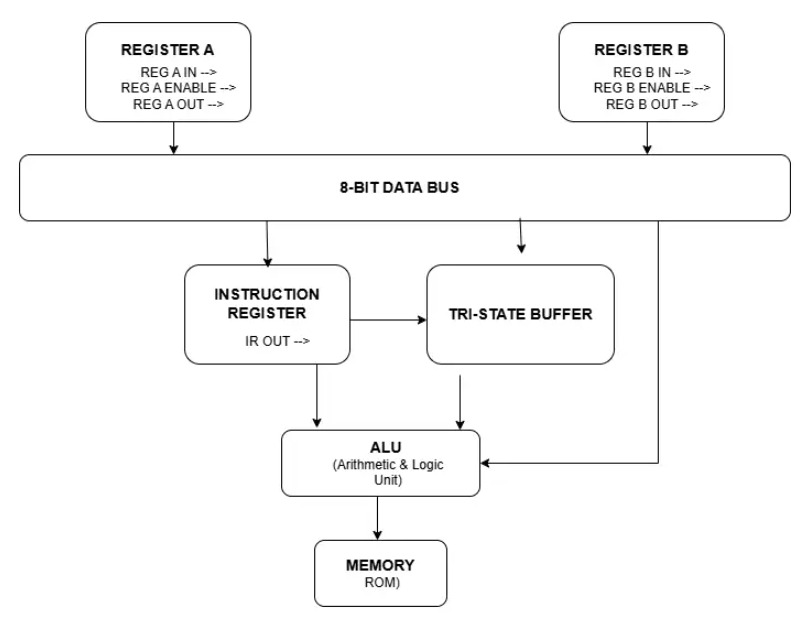 REGISTER A
REG A IN -->
REG A ENABLE -->
REG A OUT -->
REGISTER B
REG B IN -->
REG B ENABLE -->
REG B OUT -->
8-BIT DATA BUS
INSTRUCTION
REGISTER
IR OUT -->
TRI-STATE BUFFER
ALU
(Arithmetic & Logic
Unit)
MEMORY
ROM)